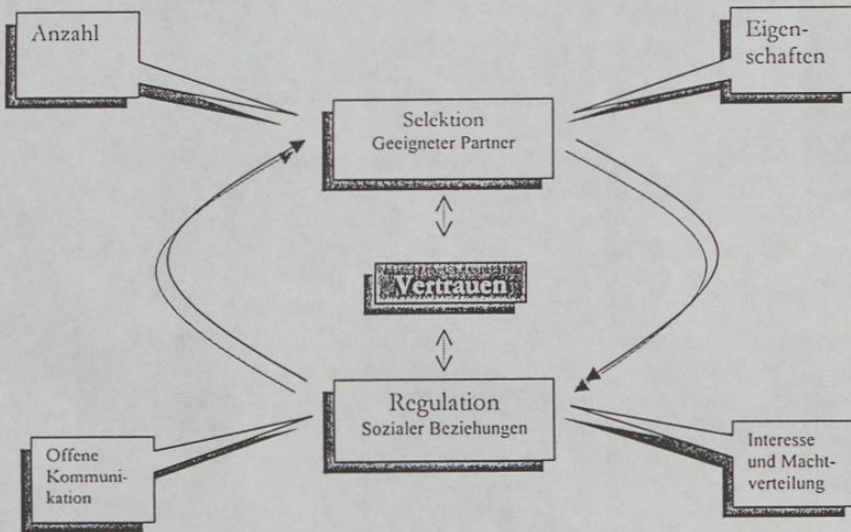 Anzahl
Eigen-
schaften
Selektion
Geeigneter Partner
Vertrauen
Regulation
Sozialer Beziehungen
Offene
Kommuni-
kation
Interesse
und Macht-
verteilung